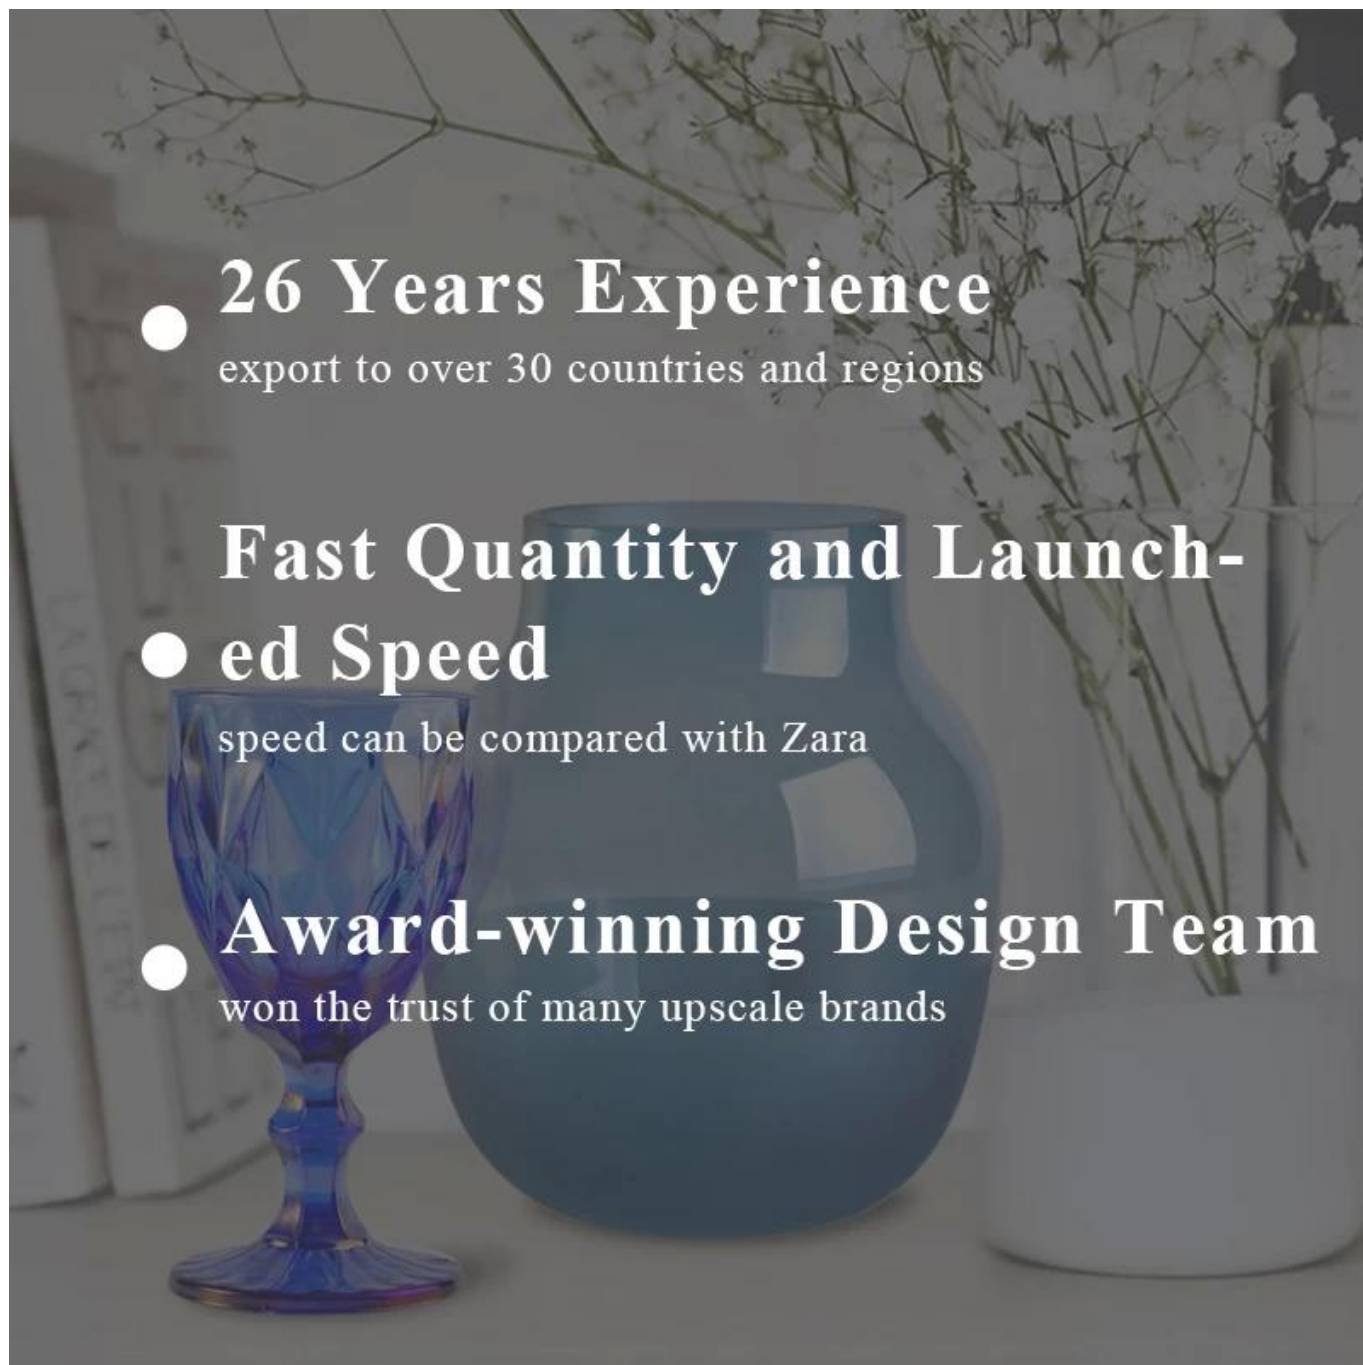 26 Years Experience
export to over 30 countries and regions
Fast Quantity and Launch-
ed Speed
speed can be compared with Zara
Award-winning Design Team
won the trust of many upscale brands